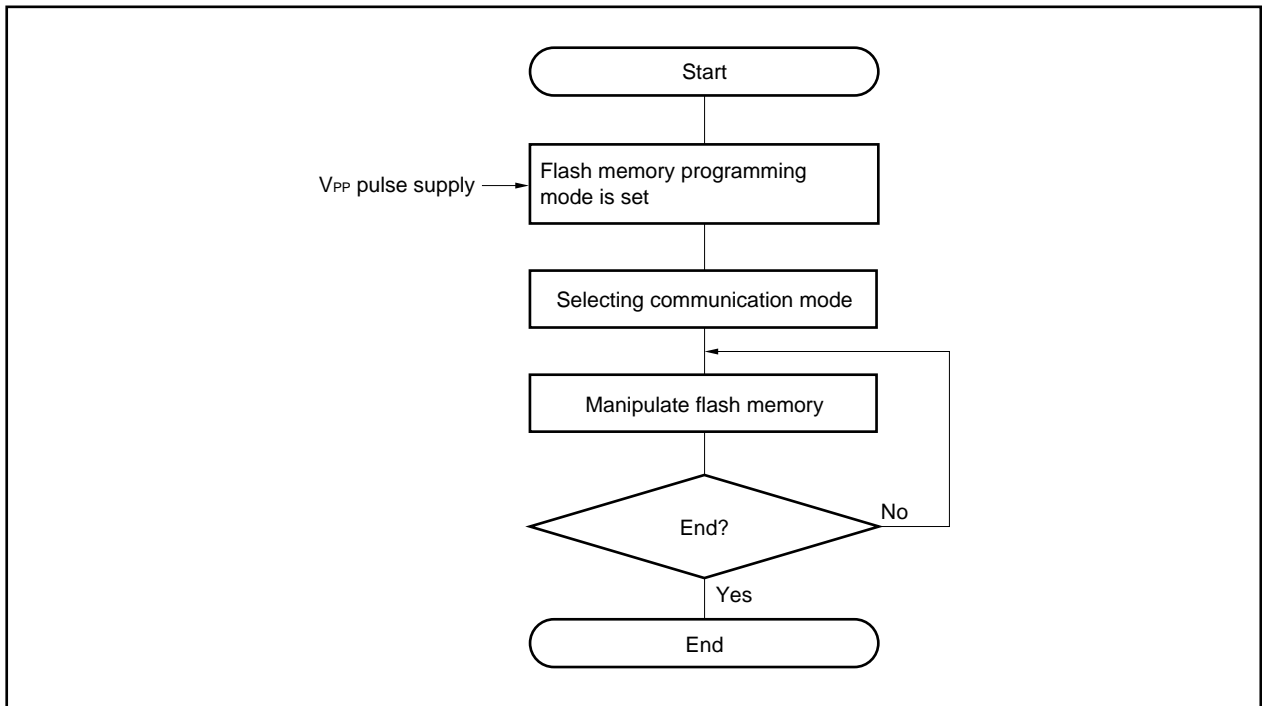 Start
Flash memory programming
mode is set
VPP pulse supply
Selecting communication mode
Manipulate flash memory
End?
No
Yes
End